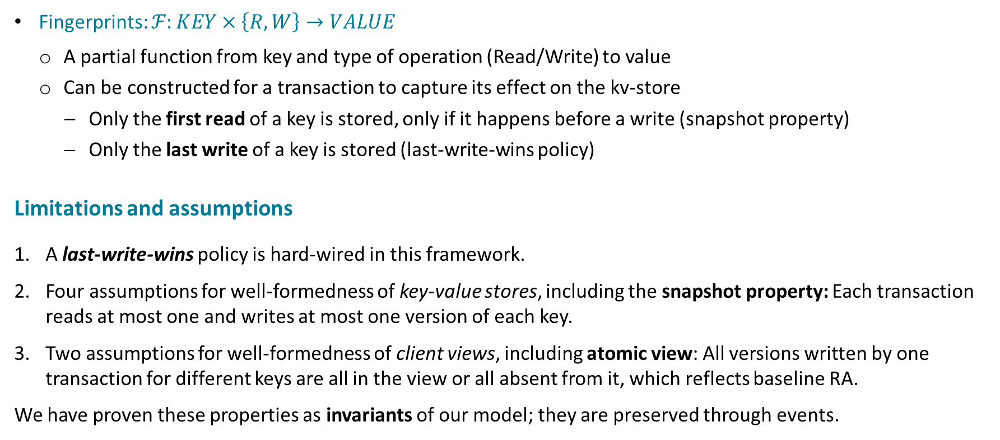 • Fingerprints: ℱ: KEY × {R, W} → VALUE
○ A partial function from key and type of operation (Read/Write) to value
○ Can be constructed for a transaction to capture its effect on the kv-store
– Only the first read of a key is stored, only if it happens before a write (snapshot property)
– Only the last write of a key is stored (last-write-wins policy)
Limitations and assumptions
1. A last-write-wins policy is hard-wired in this framework.
2. Four assumptions for well-formedness of key-value stores, including the snapshot property: Each transaction
reads at most one and writes at most one version of each key.
3. Two assumptions for well-formedness of client views, including atomic view: All versions written by one
transaction for different keys are all in the view or all absent from it, which reflects baseline RA.
We have proven these properties as invariants of our model; they are preserved through events.